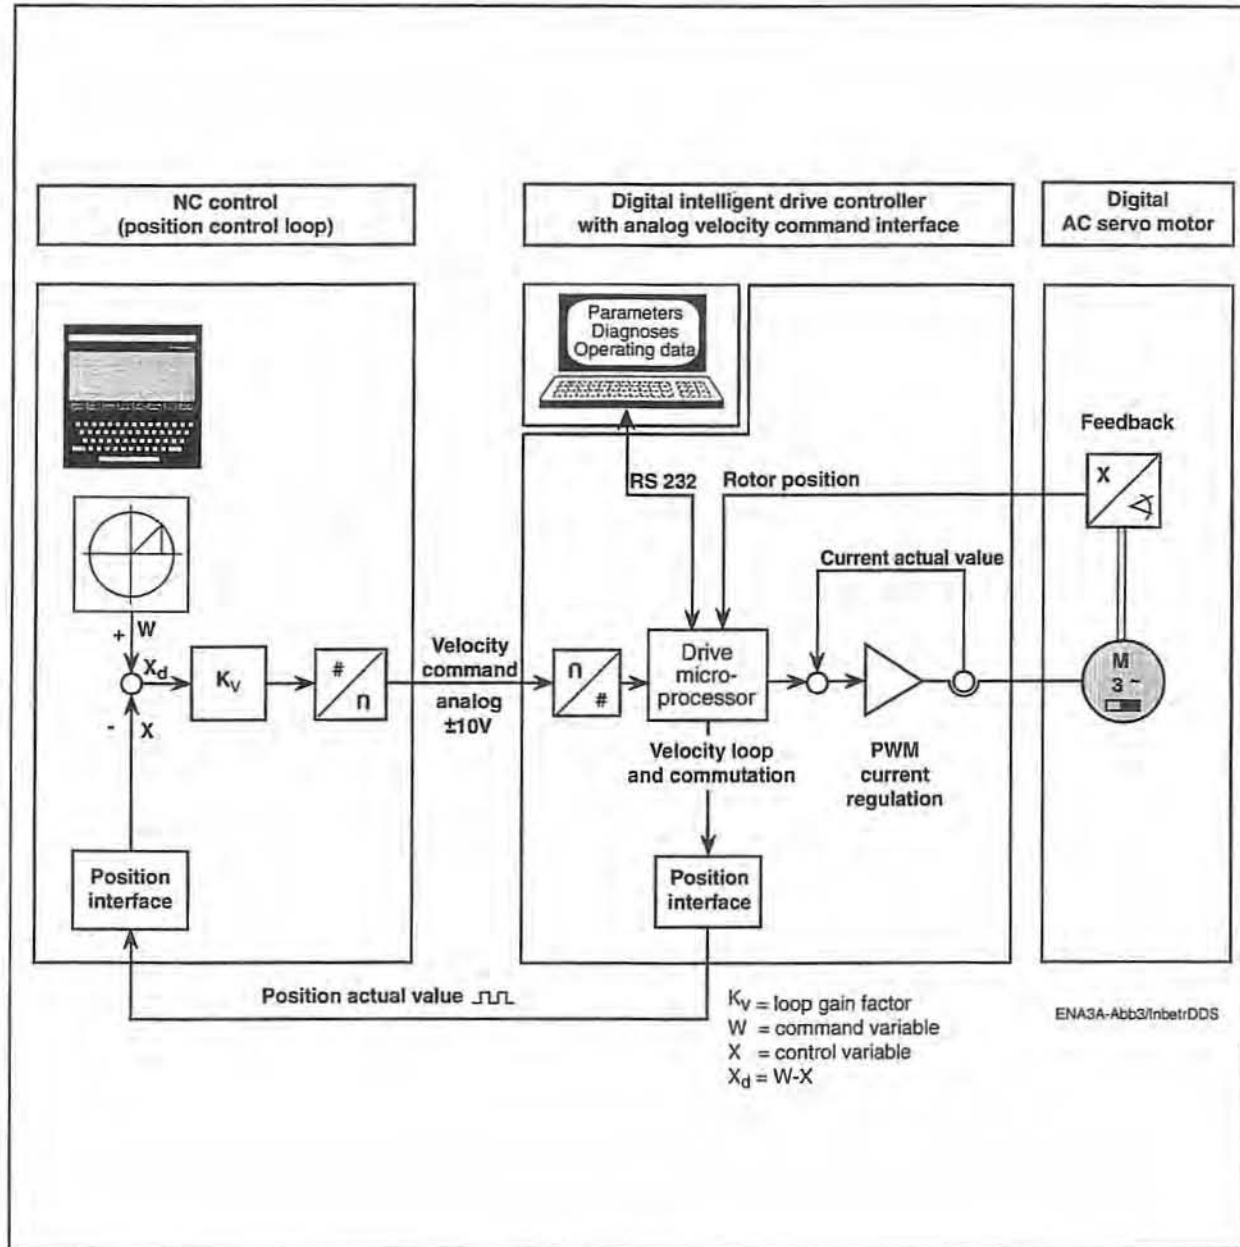 NC control
(position control loop)
Digital intelligent drive controller
with analog velocity command interface
Digital
AC servo motor
Parameters
Diagnoses
Operating data
Feedback
X
RS 232
Rotor position
Current actual value
+ W
Xd
- X
KV
#
∩
Velocity
command
analog
±10V
∩
#
Drive
micro-
processor
M
3 ~
Velocity loop
and commutation
PWM
current
regulation
Position
interface
Position
interface
Position actual value
KV = loop gain factor
W = command variable
X = control variable
Xd = W-X
ENA3A-Abb3/InbetrDDS